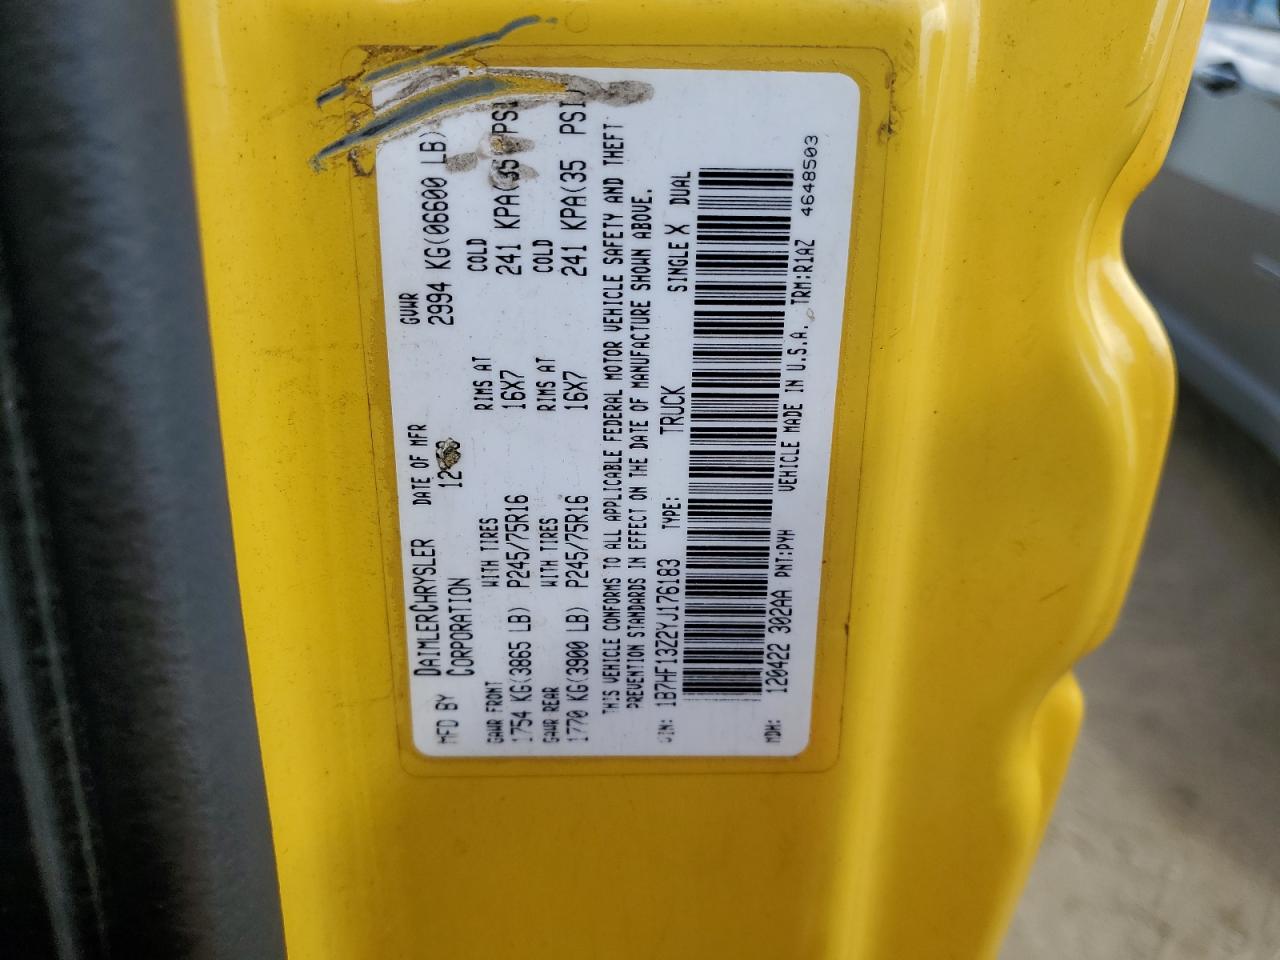 MFD BY DAIMLERCHRYSLER CORPORATION DATE OF MFR GVWR
2994 KG(06600 LB)
GAWR FRONT WITH TIRES RIMS AT COLD
1754 KG(3865 LB) P245/75R16 16X7 241 KPA(35 PSI
GAWR REAR WITH TIRES RIMS AT COLD
1770 KG(3900 LB) P245/75R16 16X7 241 KPA(35 PSI)
THIS VEHICLE CONFORMS TO ALL APPLICABLE FEDERAL MOTOR VEHICLE SAFETY AND THEFT
PREVENTION STANDARDS IN EFFECT ON THE DATE OF MANUFACTURE SHOWN ABOVE.
VIN: 1B7HF13Z2YJ176183 TYPE: TRUCK SINGLE X DUAL
MDH: 120422 302AA PNT:PYH VEHICLE MADE IN U.S.A. TRM:R1AZ 4648503